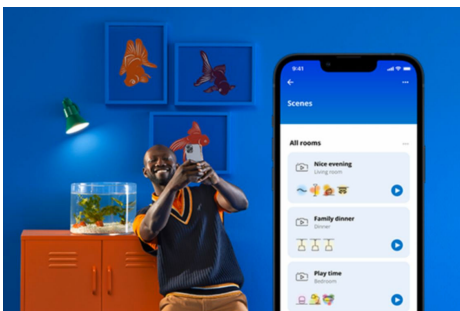 9:41
Scenes
All rooms
Nice evening
Living room
Family dinner
Dinner
Play time
Bedroom